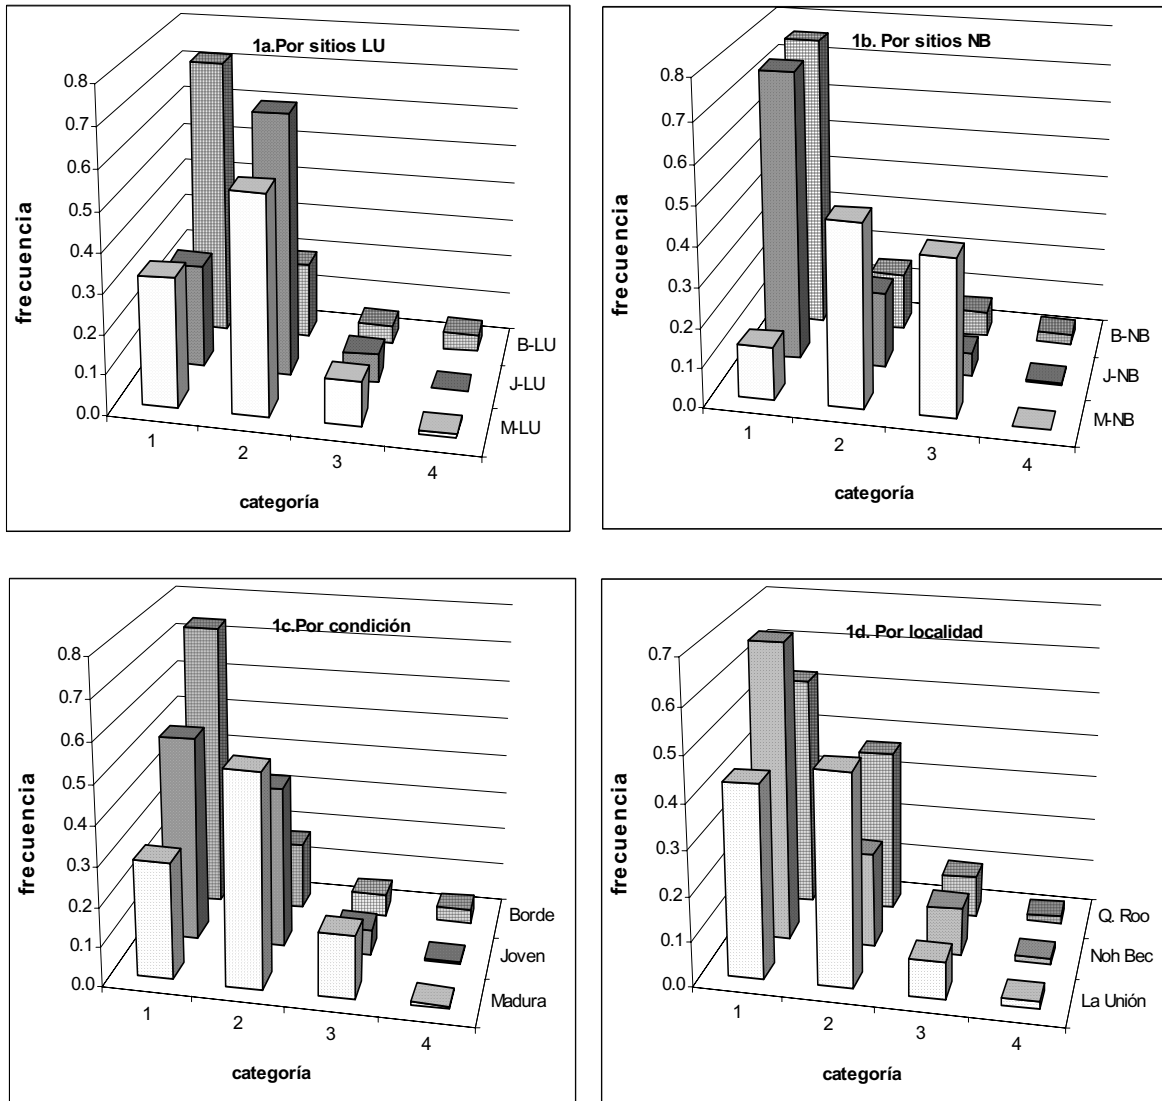 1a.Por sitios LU
frecuencia
0.8
0.7
0.6
0.5
0.4
0.3
0.2
0.1
0.0
1
2
3
4
B-LU
J-LU
M-LU
categoría
1b. Por sitios NB
frecuencia
0.8
0.7
0.6
0.5
0.4
0.3
0.2
0.1
0.0
1
2
3
4
B-NB
J-NB
M-NB
categoría
1c.Por condición
frecuencia
0.8
0.7
0.6
0.5
0.4
0.3
0.2
0.1
0.0
1
2
3
4
Borde
Joven
Madura
categoría
1d. Por localidad
frecuencia
0.7
0.6
0.5
0.4
0.3
0.2
0.1
0.0
1
2
3
4
Q. Roo
Noh Bec
La Unión
categoría